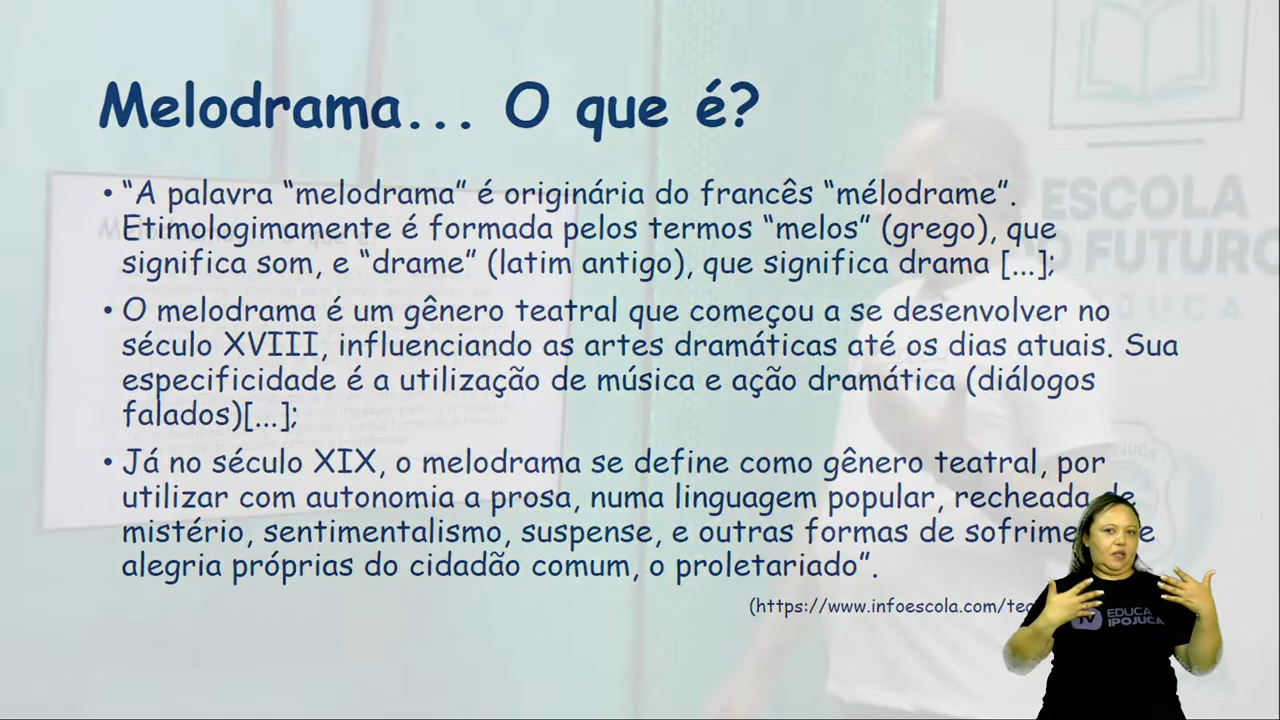 Melodrama... O que é?
• “A palavra “melodrama” é originária do francês “mélodrame”.
Etimologimamente é formada pelos termos “melos” (grego), que
significa som, e “drame” (latim antigo), que significa drama [...];
• O melodrama é um gênero teatral que começou a se desenvolver no
século XVIII, influenciando as artes dramáticas até os dias atuais. Sua
especificidade é a utilização de música e ação dramática (diálogos
falados)[...];
• Já no século XIX, o melodrama se define como gênero teatral, por
utilizar com autonomia a prosa, numa linguagem popular, recheada de
mistério, sentimentalismo, suspense, e outras formas de e
alegria próprias do cidadão comum, o proletariado”.
(https://www.infoescola.com/
ESCOLA
FUTURO
TV EDUCA
IPOJUCA